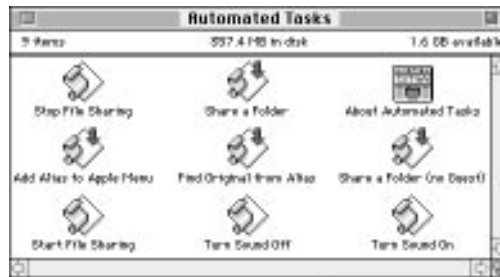 Automated Tasks
9 items 557.4 MB in disk 1.6 GB available
Stop File Sharing Share a Folder About Automated Tasks
Add Alias to Apple Menu Find Original from Alias Share a Folder (no Guest)
Start File Sharing Turn Sound Off Turn Sound On